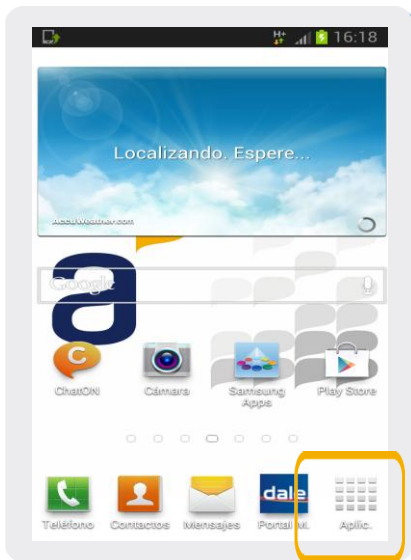 H+ 16:18
Localizando. Espere...
AccuWeather.com
a
Google
ChatON Cámara Samsung Apps Play Store
dale
Teléfono Contactos Mensajes Portal M. Aplic.